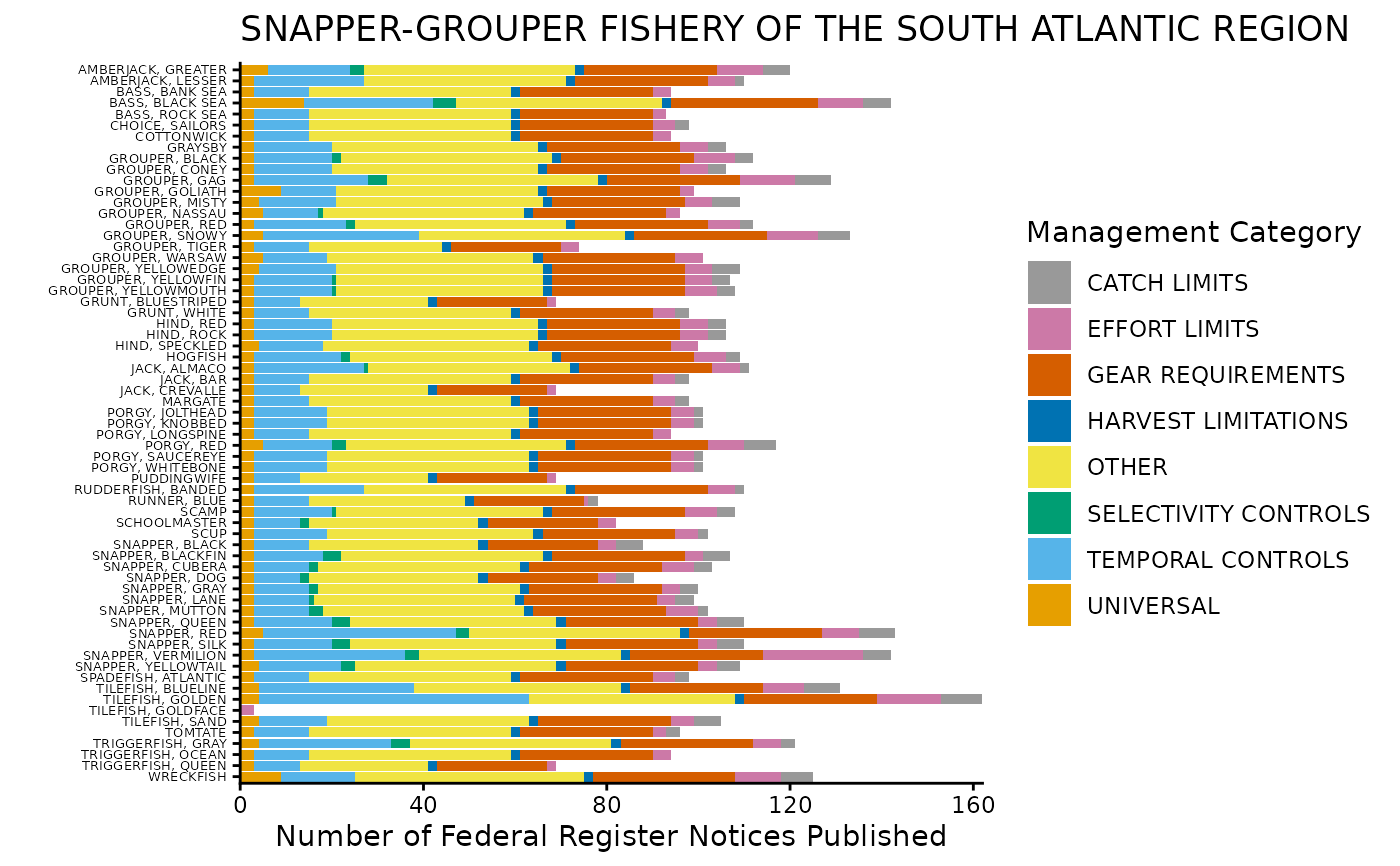 SNAPPER-GROUPER FISHERY OF THE SOUTH ATLANTIC REGION
AMBERJACK, GREATER
AMBERJACK, LESSER
BASS, BANK SEA
BASS, BLACK SEA
BASS, ROCK SEA
CHOICE, SAILORS
COTTONWICK
GRAYSBY
GROUPER, BLACK
GROUPER, CONEY
GROUPER, GAG
GROUPER, GOLIATH
GROUPER, MISTY
GROUPER, NASSAU
GROUPER, RED
GROUPER, SNOWY
GROUPER, TIGER
GROUPER, WARSAW
GROUPER, YELLOWEDGE
GROUPER, YELLOWFIN
GROUPER, YELLOWMOUTH
GRUNT, BLUESTRIPED
GRUNT, WHITE
HIND, RED
HIND, ROCK
HIND, SPECKLED
HOGFISH
JACK, ALMACO
JACK, BAR
JACK, CREVALLE
MARGATE
PORGY, JOLTHEAD
PORGY, KNOBBED
PORGY, LONGSPINE
PORGY, RED
PORGY, SAUCEREYE
PORGY, WHITEBONE
PUDDINGWIFE
RUDDERFISH, BANDED
RUNNER, BLUE
SCAMP
SCHOOLMASTER
SCUP
SNAPPER, BLACK
SNAPPER, BLACKFIN
SNAPPER, CUBERA
SNAPPER, DOG
SNAPPER, GRAY
SNAPPER, LANE
SNAPPER, MUTTON
SNAPPER, QUEEN
SNAPPER, RED
SNAPPER, SILK
SNAPPER, VERMILION
SNAPPER, YELLOWTAIL
SPADEFISH, ATLANTIC
TILEFISH, BLUELINE
TILEFISH, GOLDEN
TILEFISH, GOLDFACE
TILEFISH, SAND
TOMTATE
TRIGGERFISH, GRAY
TRIGGERFISH, OCEAN
TRIGGERFISH, QUEEN
WRECKFISH
0 40 80 120 160
Number of Federal Register Notices Published
Management Category
CATCH LIMITS
EFFORT LIMITS
GEAR REQUIREMENTS
HARVEST LIMITATIONS
OTHER
SELECTIVITY CONTROLS
TEMPORAL CONTROLS
UNIVERSAL